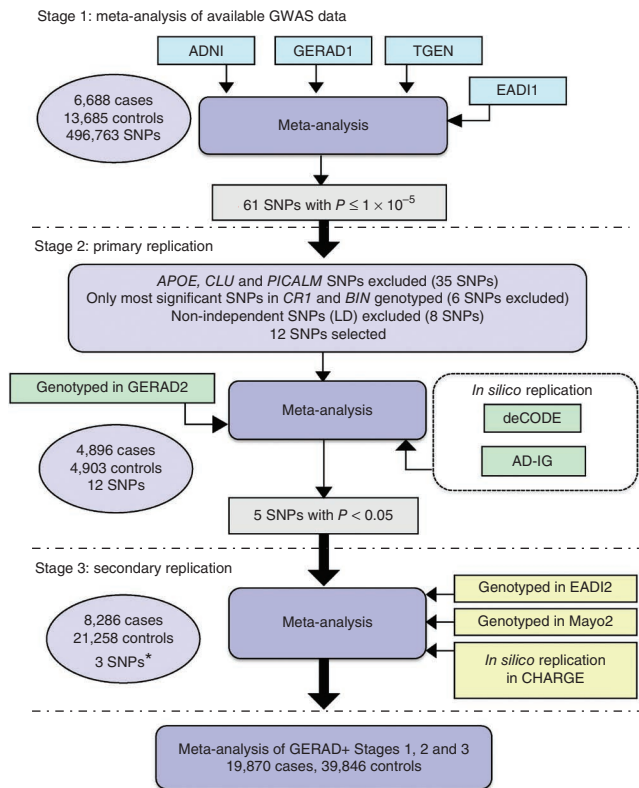 Stage 1: meta-analysis of available GWAS data
ADNI
GERAD1
TGEN
EADI1
6,688 cases
13,685 controls
496,763 SNPs
Meta-analysis
61 SNPs with P ≤ 1 × 10⁻⁵
Stage 2: primary replication
APOE, CLU and PICALM SNPs excluded (35 SNPs)
Only most significant SNPs in CR1 and BIN genotyped (6 SNPs excluded)
Non-independent SNPs (LD) excluded (8 SNPs)
12 SNPs selected
Genotyped in GERAD2
Meta-analysis
In silico replication
deCODE
AD-IG
4,896 cases
4,903 controls
12 SNPs
5 SNPs with P < 0.05
Stage 3: secondary replication
8,286 cases
21,258 controls
3 SNPs*
Meta-analysis
Genotyped in EADI2
Genotyped in Mayo2
In silico replication
in CHARGE
Meta-analysis of GERAD+ Stages 1, 2 and 3
19,870 cases, 39,846 controls